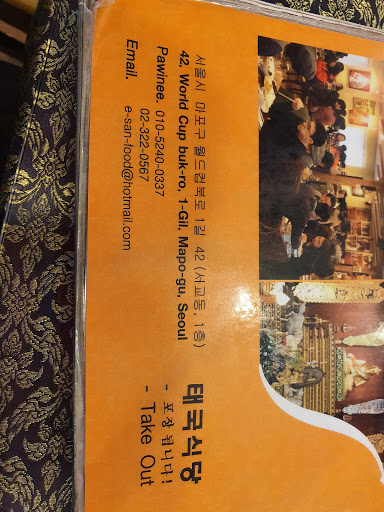 서울시 마포구 월드컵북로 1길 42 (서교동, 1층)
42, World Cup buk-ro, 1-Gil, Mapo-gu, Seoul
Pawinee. 010-5240-0337
02-322-0567
Email. e-san-food@hotmail.com
태국식당
- 포장 됩니다!
- Take Out